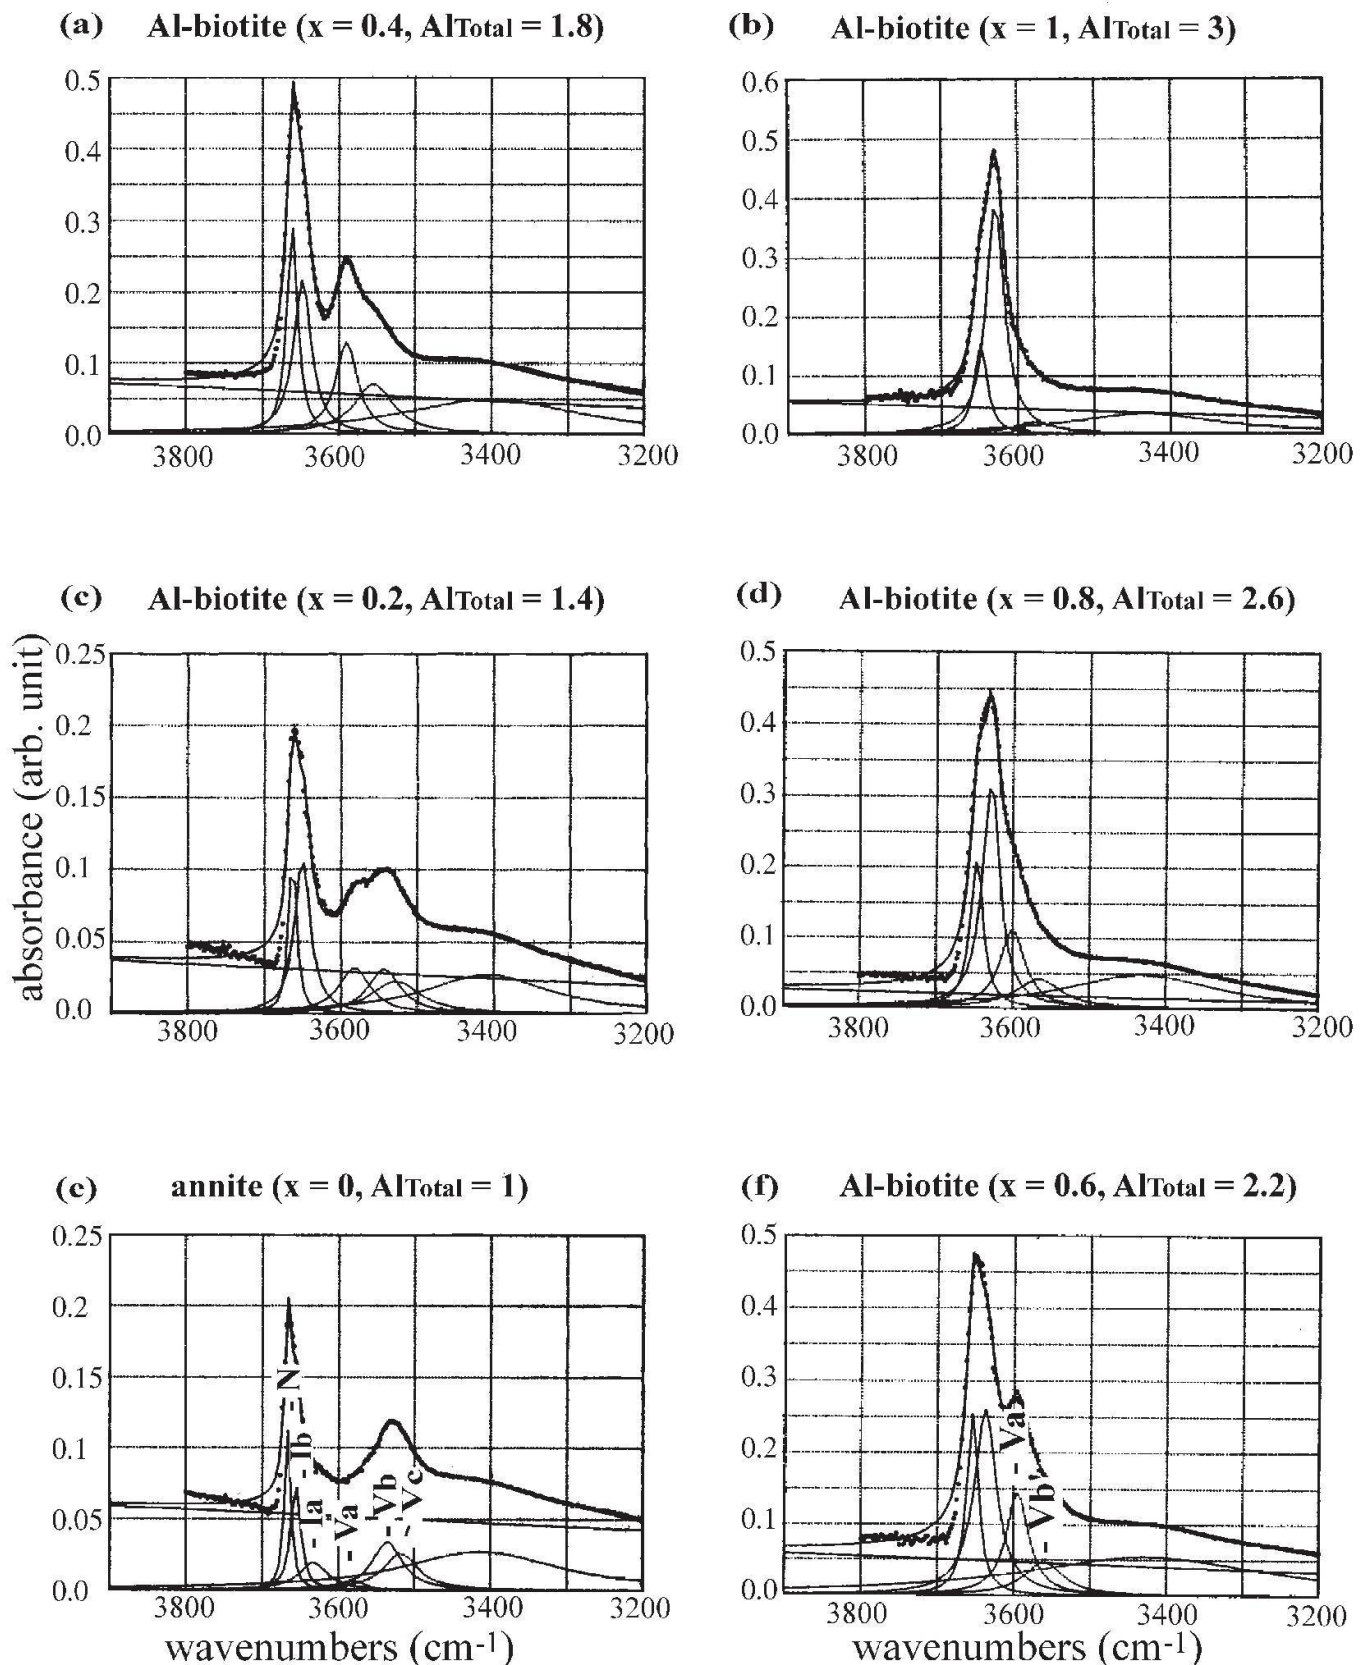 (a) Al-biotite (x = 0.4, AlTotal = 1.8)
0.5
0.4
0.3
0.2
0.1
0.0
3800 3600 3400 3200
(b) Al-biotite (x = 1, AlTotal = 3)
0.6
0.5
0.4
0.3
0.2
0.1
0.0
3800 3600 3400 3200
(c) Al-biotite (x = 0.2, AlTotal = 1.4)
absorbance (arb. unit)
0.25
0.2
0.15
0.1
0.05
0.0
3800 3600 3400 3200
(d) Al-biotite (x = 0.8, AlTotal = 2.6)
0.5
0.4
0.3
0.2
0.1
0.0
3800 3600 3400 3200
(e) annite (x = 0, AlTotal = 1)
0.25
0.2
0.15
0.1
0.05
0.0
N
Ib
Ia
Va
Vb
Vc
3800 3600 3400 3200
wavenumbers (cm-1)
(f) Al-biotite (x = 0.6, AlTotal = 2.2)
0.5
0.4
0.3
0.2
0.1
0.0
Va
Vb'
3800 3600 3400 3200
wavenumbers (cm-1)